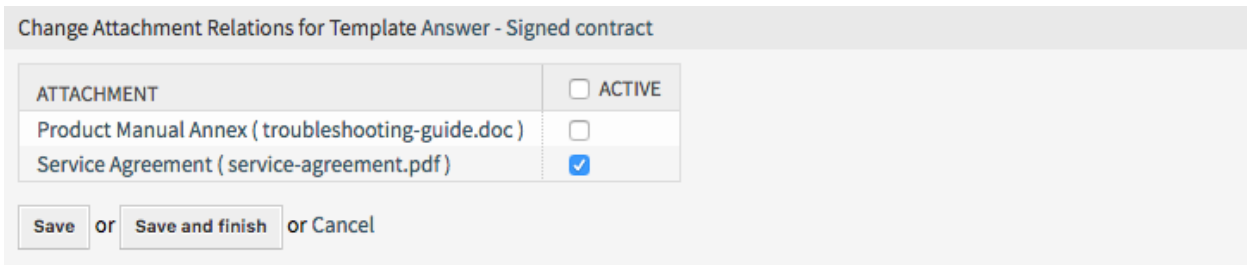 Change Attachment Relations for Template Answer - Signed contract
ATTACHMENT ACTIVE
Product Manual Annex ( troubleshooting-guide.doc )
Service Agreement ( service-agreement.pdf )
Save or Save and finish or Cancel